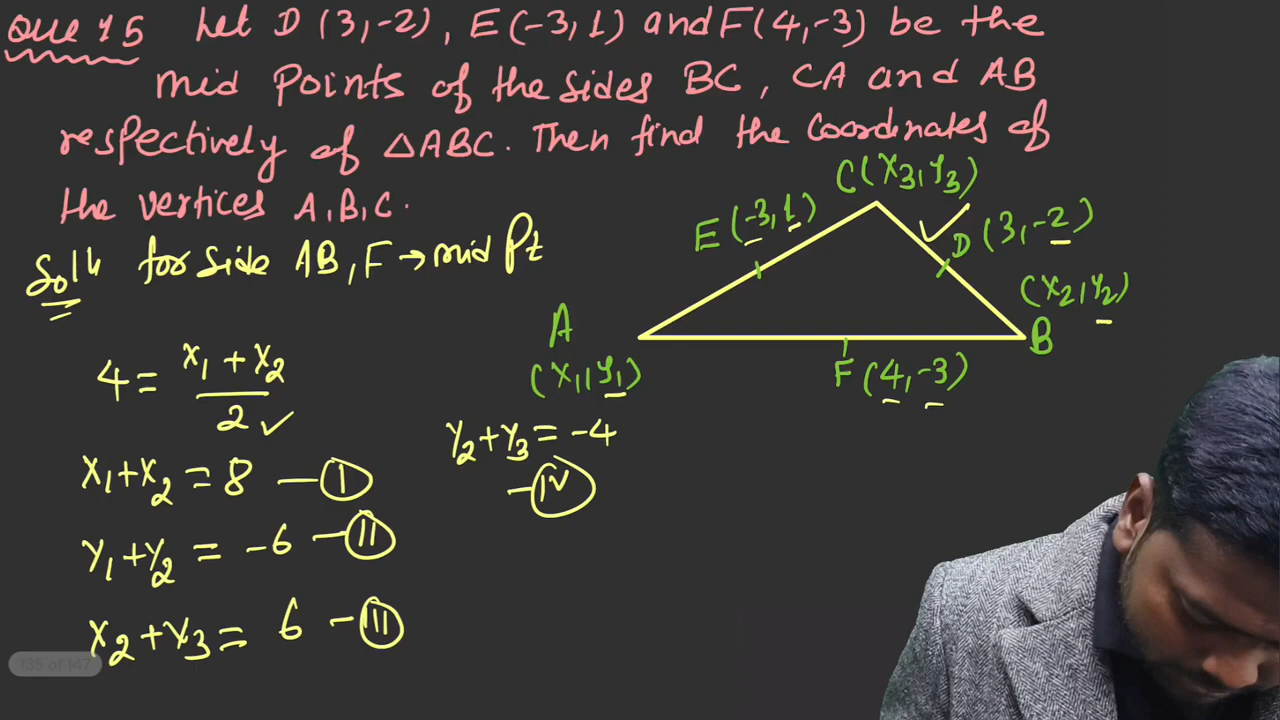 Que 15 Let D (3,-2), E(-3,1) and F(4,-3) be the
mid points of the sides BC, CA and AB
respectively of △ABC. Then find the coordinates of
the vertices A,B,C.
C(x₃,y₃)
E(-3,1)
D (3,-2)
(x₂,y₂)
B
A
(x₁,y₁)
F(4,-3)
Solⁿ for side AB, F → mid Pt
4 = x₁ + x₂ / 2 ✓
x₁+x₂ = 8 — I
y₁+y₂ = -6 — II
x₂+x₃ = 6 — III
y₂+y₃ = -4
— IV
135 of 147